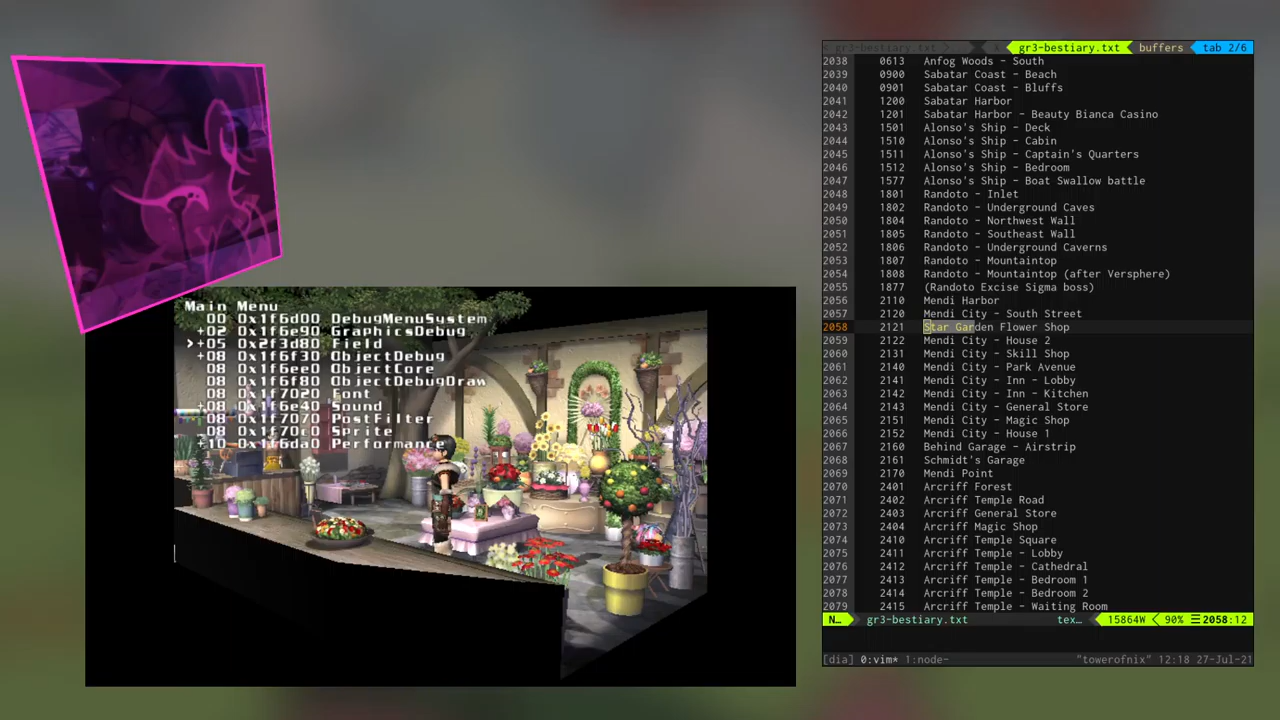 Main Menu
00 0x1f6d00 DebugMenuSystem
+02 0x1f6e90 GraphicsDebug
>+05 0x2f3d80 Field
+08 0x1f6f30 ObjectDebug
08 0x1f6ee0 ObjectCore
08 0x1f6f80 ObjectDebugDraw
08 0x1f7020 Font
+08 0x1f6e40 Sound
+08 0x1f7070 PostFilter
08 0x1f70c0 Sprite
+10 0x1f6da0 Performance
< gr3-bestiary.txt > gr3-bestiary.txt buffers tab 2/6
2038 0613 Anfog Woods - South
2039 0900 Sabatar Coast - Beach
2040 0901 Sabatar Coast - Bluffs
2041 1200 Sabatar Harbor
2042 1201 Sabatar Harbor - Beauty Bianca Casino
2043 1501 Alonso's Ship - Deck
2044 1510 Alonso's Ship - Cabin
2045 1511 Alonso's Ship - Captain's Quarters
2046 1512 Alonso's Ship - Bedroom
2047 1577 Alonso's Ship - Boat Swallow battle
2048 1801 Randoto - Inlet
2049 1802 Randoto - Underground Caves
2050 1804 Randoto - Northwest Wall
2051 1805 Randoto - Southeast Wall
2052 1806 Randoto - Underground Caverns
2053 1807 Randoto - Mountaintop
2054 1808 Randoto - Mountaintop (after Versphere)
2055 1877 (Randoto Excise Sigma boss)
2056 2110 Mendi Harbor
2057 2120 Mendi City - South Street
2058 2121 Star Garden Flower Shop
2059 2122 Mendi City - House 2
2060 2131 Mendi City - Skill Shop
2061 2140 Mendi City - Park Avenue
2062 2141 Mendi City - Inn - Lobby
2063 2142 Mendi City - Inn - Kitchen
2064 2143 Mendi City - General Store
2065 2151 Mendi City - Magic Shop
2066 2152 Mendi City - House 1
2067 2160 Behind Garage - Airstrip
2068 2161 Schmidt's Garage
2069 2170 Mendi Point
2070 2401 Arcriff Forest
2071 2402 Arcriff Temple Road
2072 2403 Arcriff General Store
2073 2404 Arcriff Magic Shop
2074 2410 Arcriff Temple Square
2075 2411 Arcriff Temple - Lobby
2076 2412 Arcriff Temple - Cathedral
2077 2413 Arcriff Temple - Bedroom 1
2078 2414 Arcriff Temple - Bedroom 2
2079 2415 Arcriff Temple - Waiting Room
N… gr3-bestiary.txt tex… 15864W 90% ☰2058:12
[dia] 0:vim* 1:node- "towerofnix" 12:18 27-Jul-21